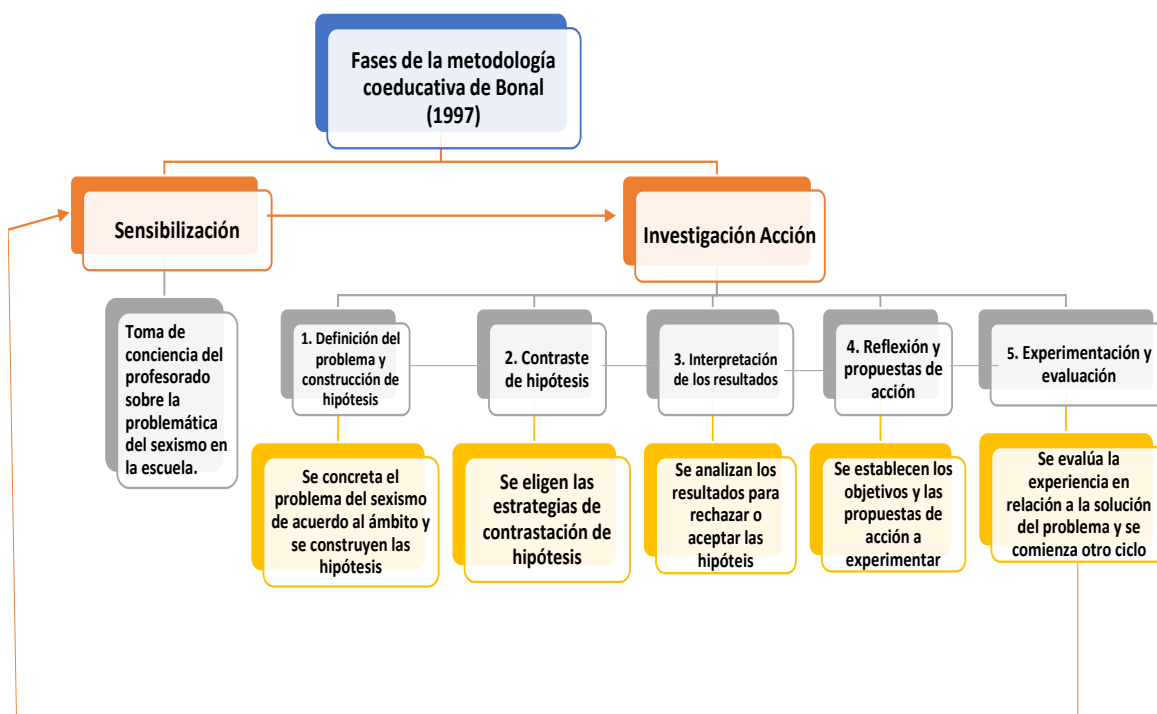 Fases de la metodología
coeducativa de Bonal
(1997)
Sensibilización
Investigación Acción
Toma de
conciencia del
profesorado
sobre la
problemática
del sexismo en
la escuela.
1. Definición del
problema y
construcción de
hipótesis
2. Contraste
de hipótesis
3. Interpretación
de los resultados
4. Reflexión y
propuestas de
acción
5. Experimentación y
evaluación
Se concreta el
problema del sexismo
de acuerdo al ámbito y
se construyen las
hipótesis
Se eligen las
estrategias de
contrastación de
hipótesis
Se analizan los
resultados para
rechazar o
aceptar las
hipóteis
Se establecen los
objetivos y las
propuestas de
acción a
experimentar
Se evalúa la
experiencia en
relación a la solución
del problema y se
comienza otro ciclo